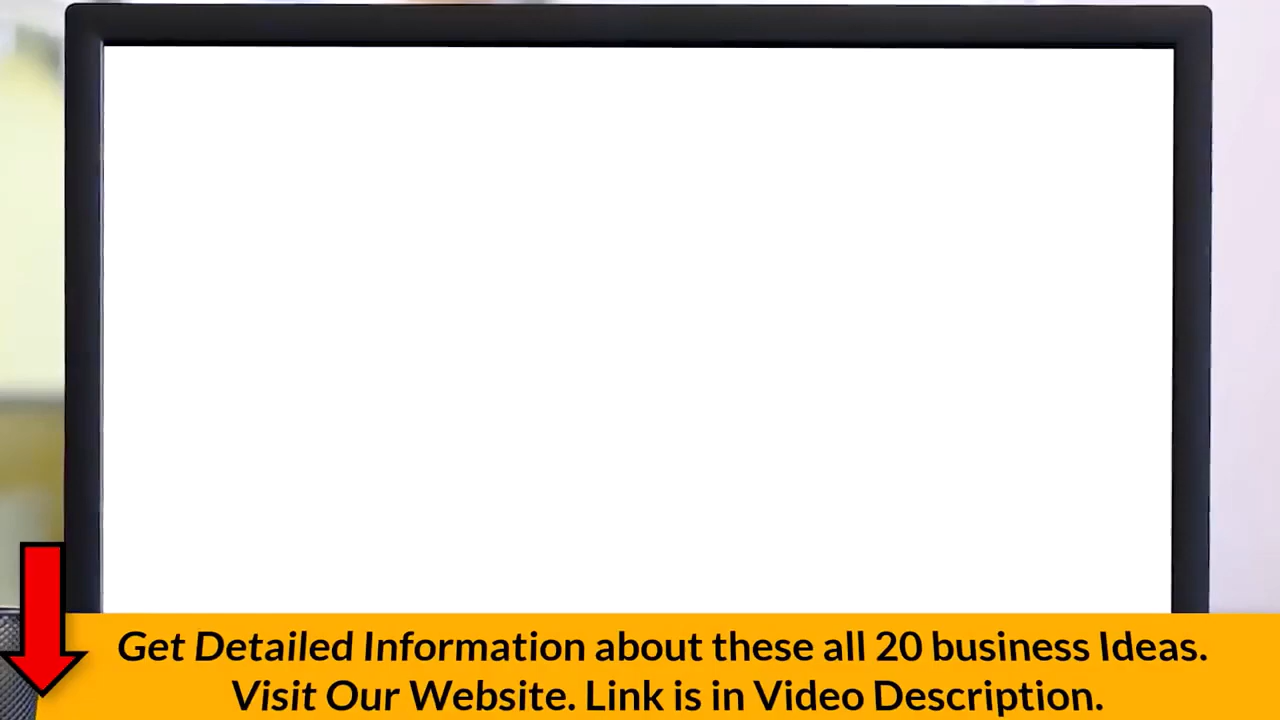 Get Detailed Information about these all 20 business Ideas.
Visit Our Website. Link is in Video Description.